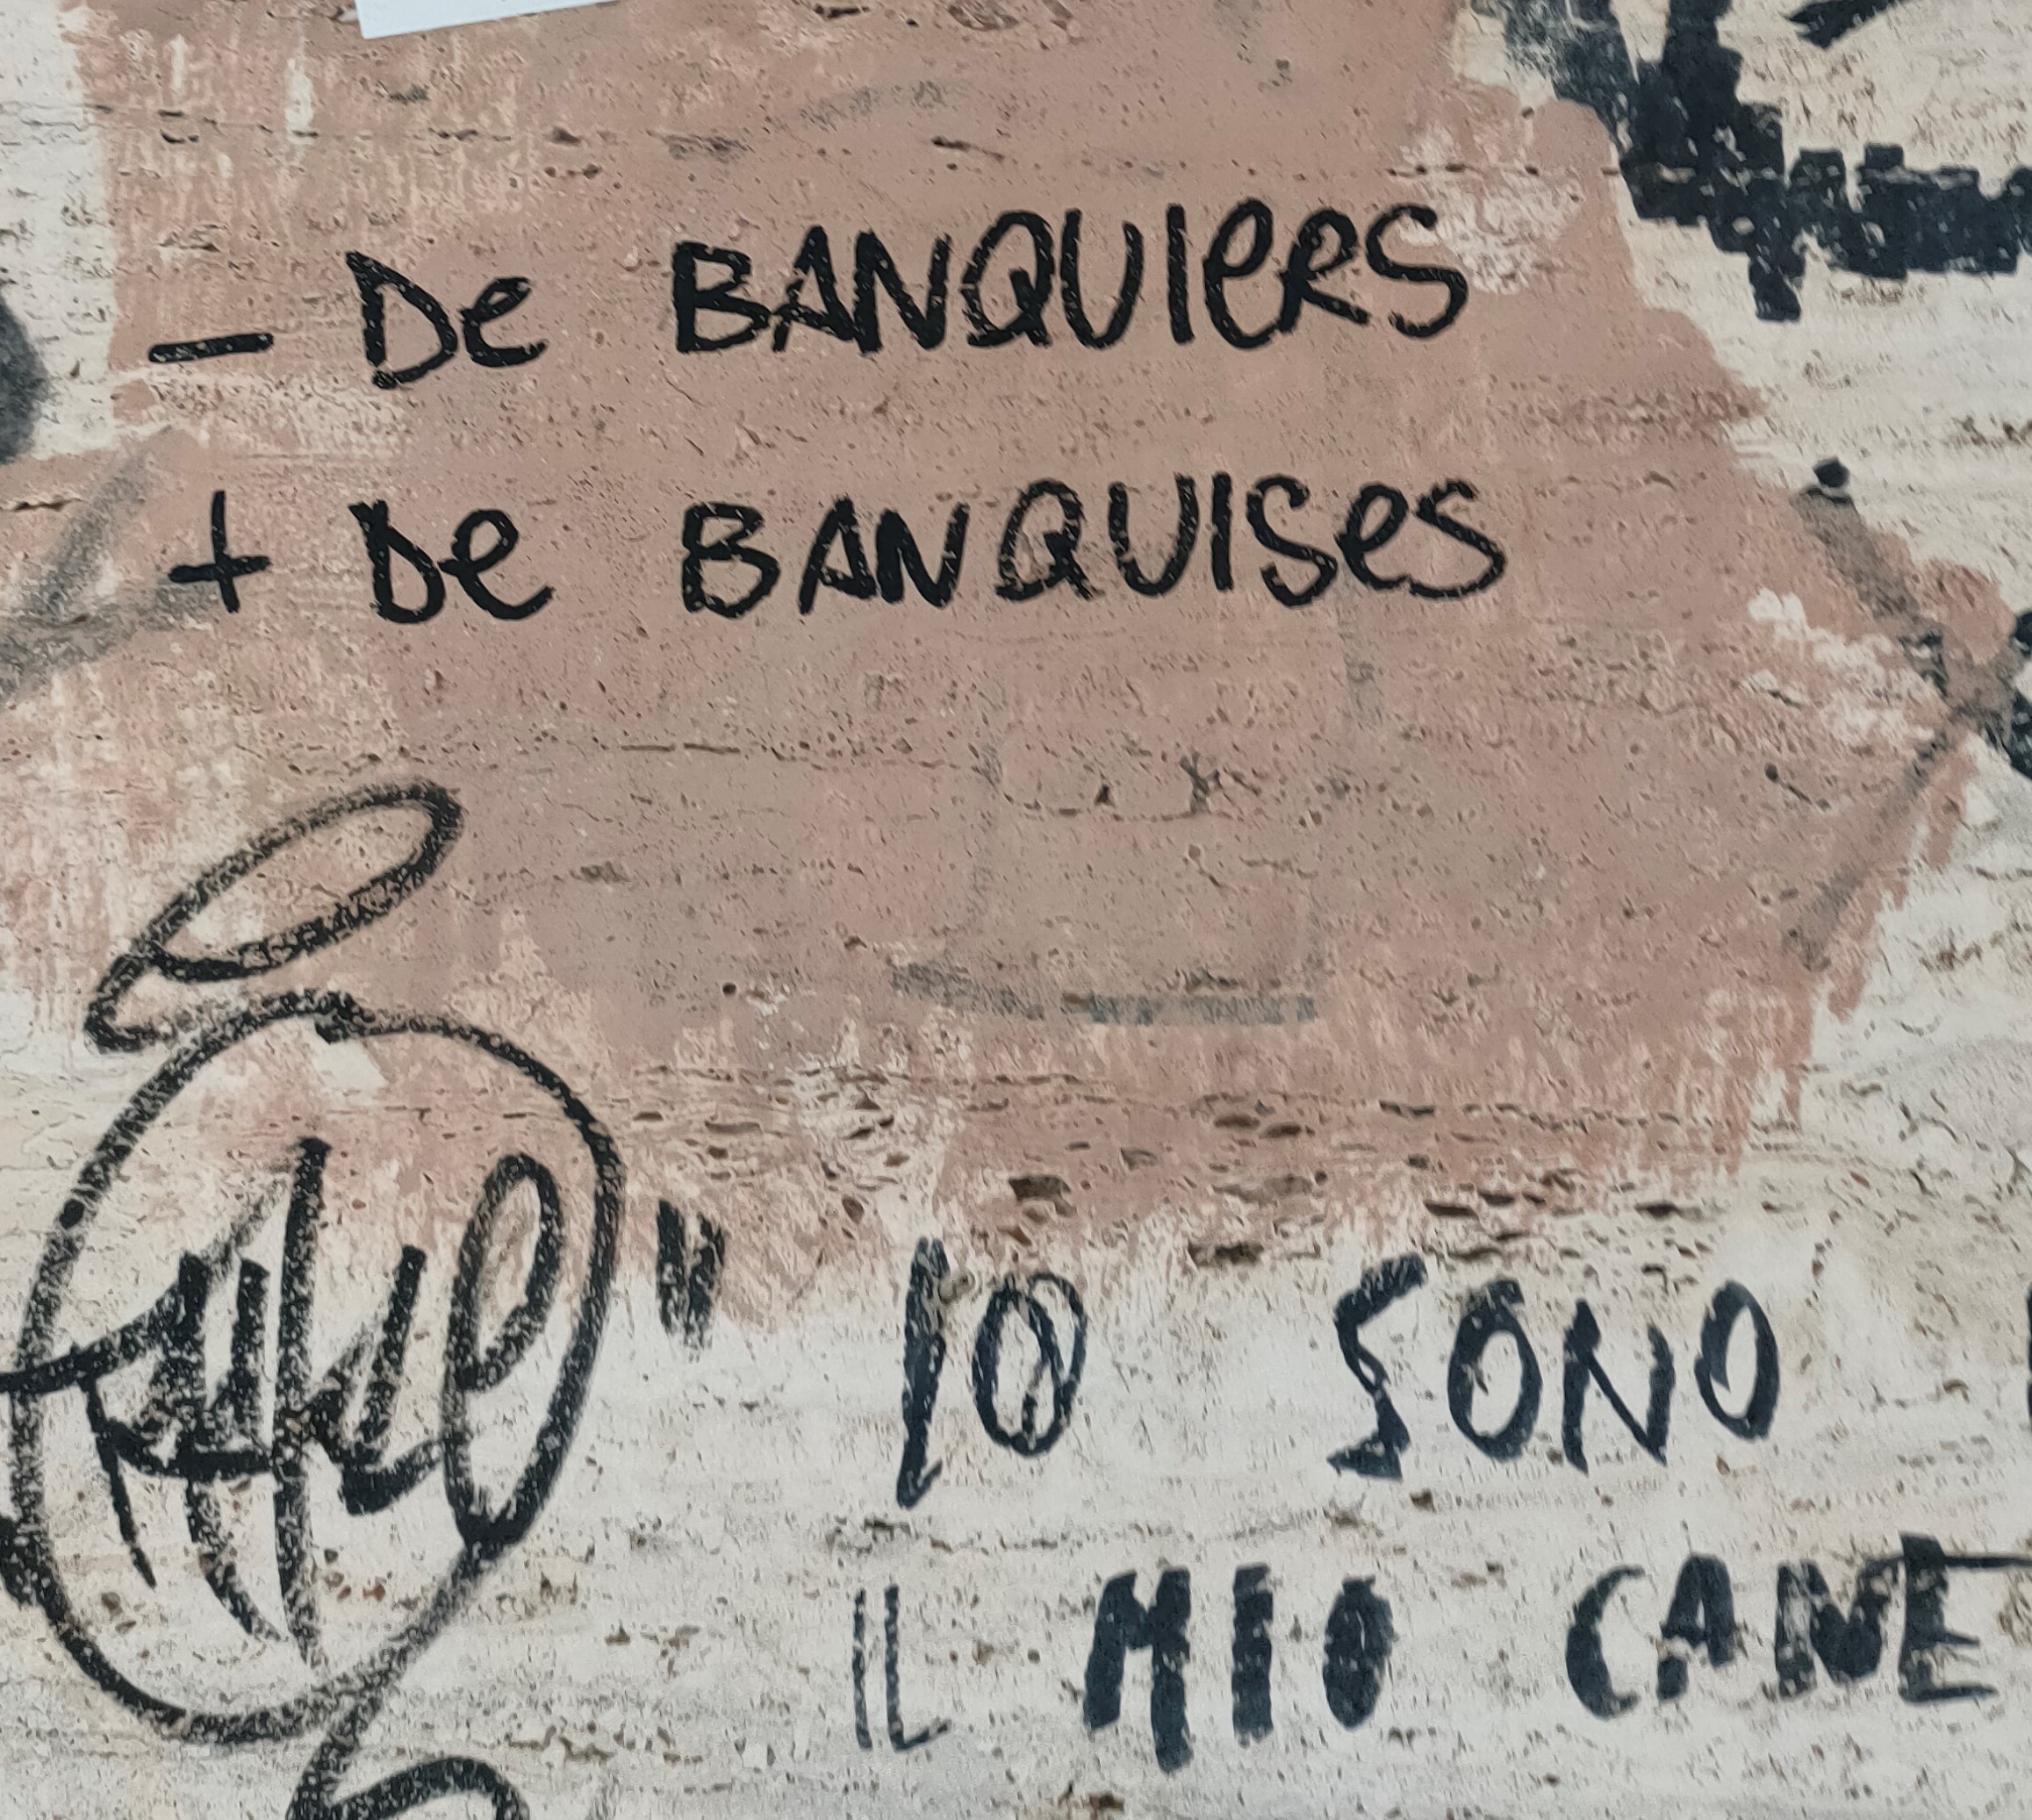 - De BANQUIERS
+ De BANQUISES
" IO SONO
IL MIO CANE